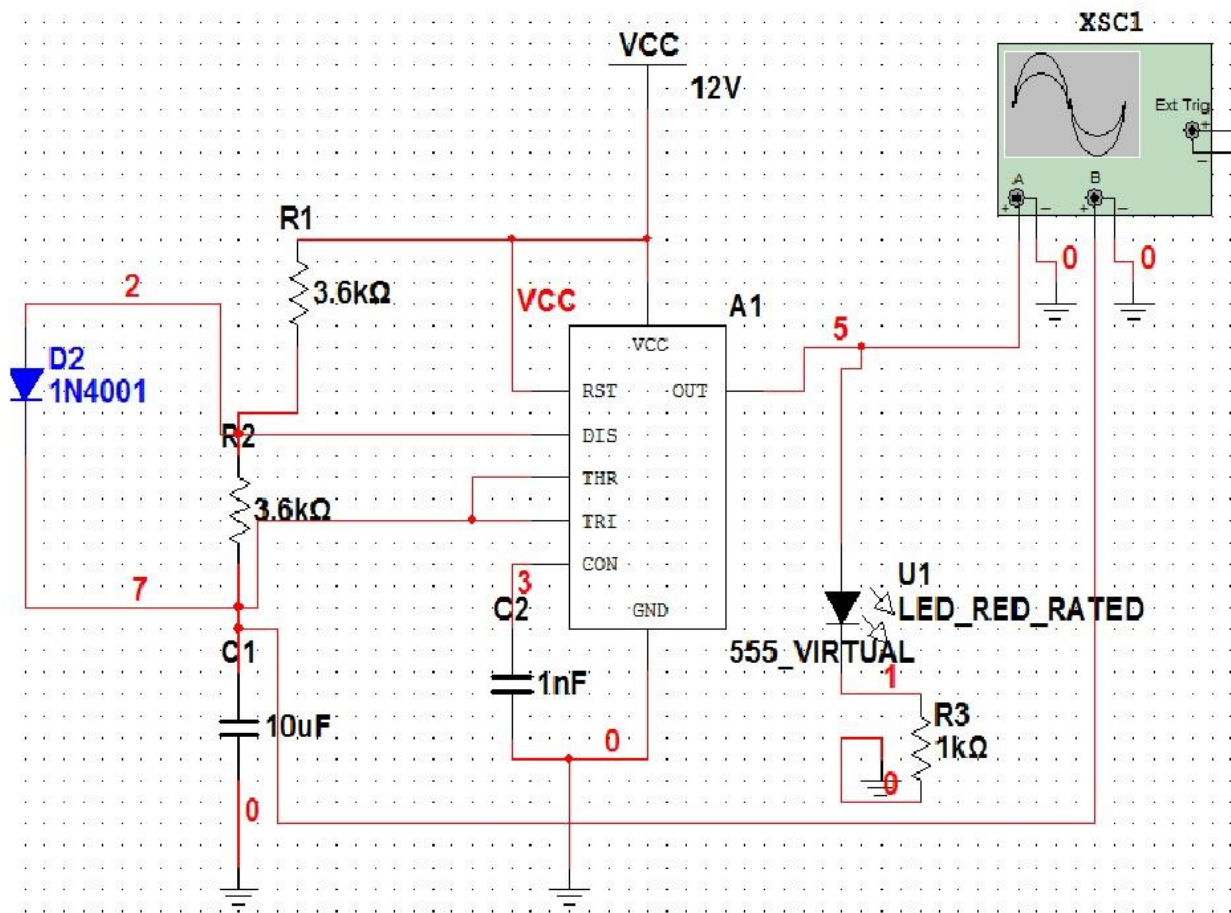 XSC1
VCC
12V
Ext Trig
+
−
A
B
+
−
+
−
R1
0
0
2
3.6kΩ
VCC
A1
5
VCC
D2
1N4001
RST
OUT
R2
DIS
THR
3.6kΩ
TRI
CON
7
3
C2
U1
GND
LED_RED_RATED
C1
555_VIRTUAL
1nF
1
10uF
0
R3
1kΩ
0
0